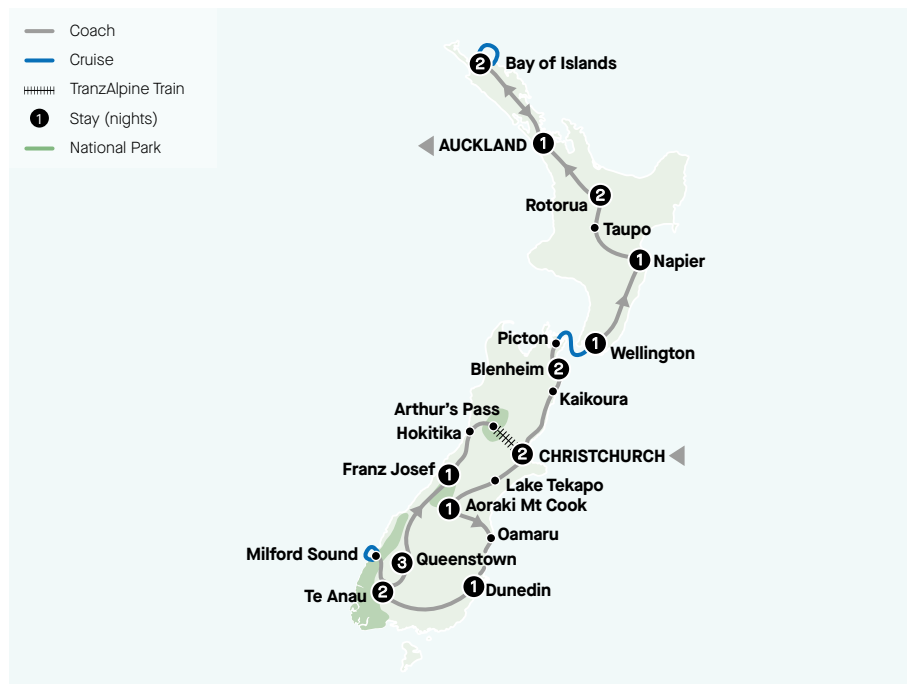 Coach
Cruise
TranzAlpine Train
1 Stay (nights)
National Park
2 Bay of Islands
AUCKLAND 1
2
Rotorua
Taupo
1 Napier
Picton
1 Wellington
Blenheim 2
Kaikoura
Arthur's Pass
Hokitika
2 CHRISTCHURCH
Franz Josef 1
Lake Tekapo
1 Aoraki Mt Cook
Oamaru
Milford Sound
3 Queenstown
Te Anau 2
1 Dunedin